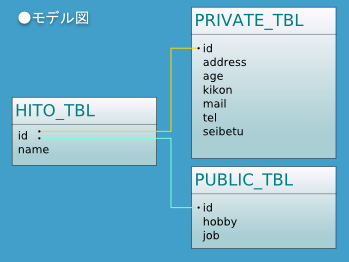 ●モデル図
PRIVATE_TBL
id
address
age
kikon
mail
tel
seibetu
HITO_TBL
id
name
PUBLIC_TBL
id
hobby
job